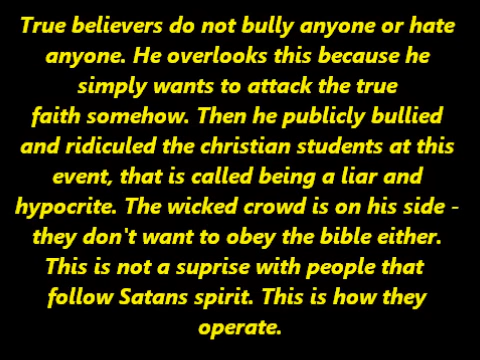 True believers do not bully anyone or hate
anyone. He overlooks this because he
simply wants to attack the true
faith somehow. Then he publicly bullied
and ridiculed the christian students at this
event, that is called being a liar and
hypocrite. The wicked crowd is on his side -
they don't want to obey the bible either.
This is not a suprise with people that
follow Satans spirit. This is how they
operate.